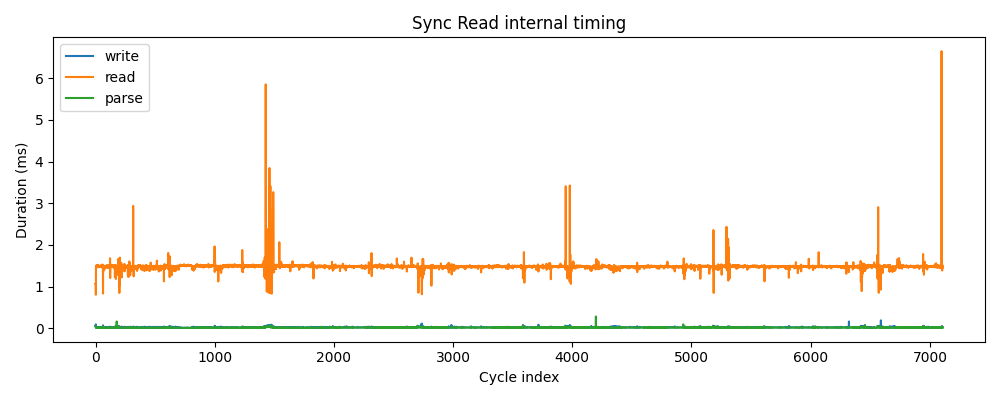 Sync Read internal timing
write
read
parse
Duration (ms)
6
5
4
3
2
1
0
0 1000 2000 3000 4000 5000 6000 7000
Cycle index